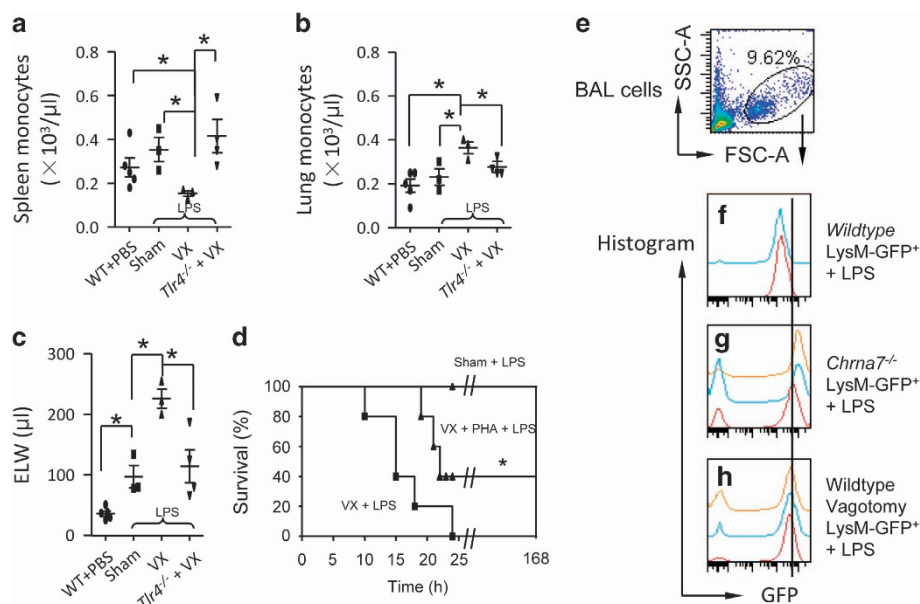 a
Spleen monocytes
(×10³/µl)
0.8
0.6
0.4
0.2
0.0
*
*
*
LPS
WT+PBS
Sham
VX
Tlr4-/- + VX
b
Lung monocytes
(×10³/µl)
0.8
0.6
0.4
0.2
0.0
*
*
*
LPS
WT+PBS
Sham
VX
Tlr4-/- + VX
c
ELW (µl)
300
200
100
0
*
*
*
LPS
WT+PBS
Sham
VX
Tlr4-/- + VX
d
Survival (%)
100
80
60
40
20
0
Sham + LPS
VX + PHA + LPS
*
VX + LPS
0
10
15
20
25
168
Time (h)
e
BAL cells
SSC-A
9.62%
FSC-A
Histogram
f
Wildtype
LysM-GFP+
+ LPS
g
Chrna7-/-
LysM-GFP+
+ LPS
h
Wildtype
Vagotomy
LysM-GFP+
+ LPS
GFP